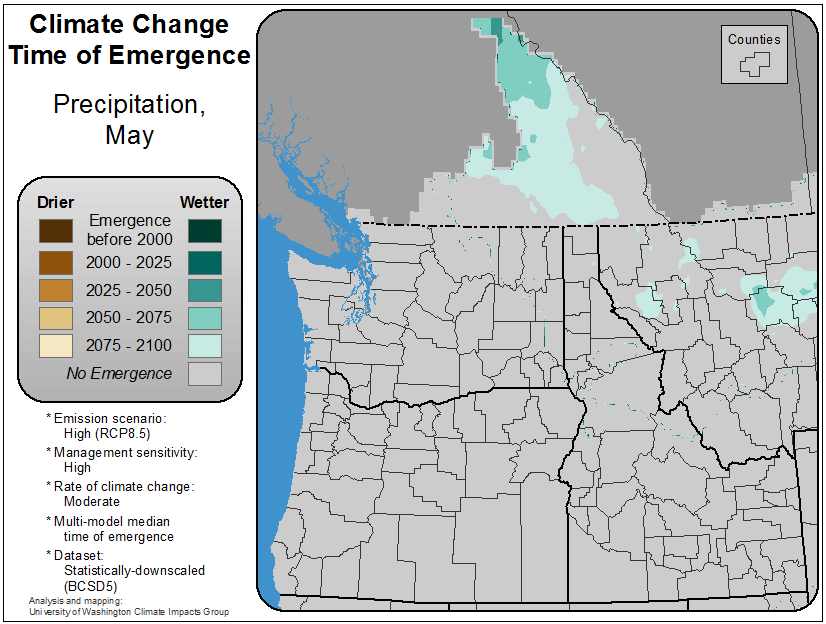 Climate Change
Time of Emergence
Precipitation,
May
Counties
Drier
Wetter
Emergence
before 2000
2000 - 2025
2025 - 2050
2050 - 2075
2075 - 2100
No Emergence
* Emission scenario:
High (RCP8.5)
* Management sensitivity:
High
* Rate of climate change:
Moderate
* Multi-model median
time of emergence
* Dataset:
Statistically-downscaled
(BCSD5)
Analysis and mapping:
University of Washington Climate Impacts Group